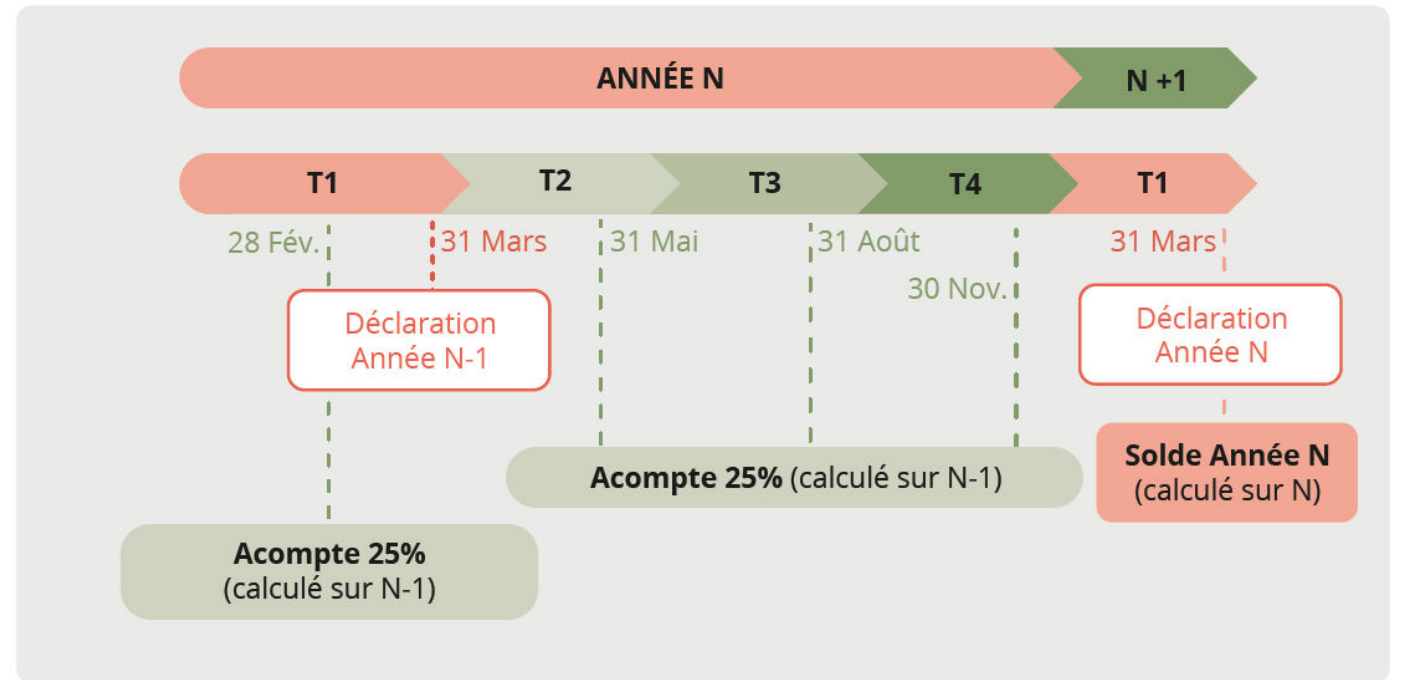 ANNÉE N
N +1
T1
T2
T3
T4
T1
28 Fév.
31 Mars
31 Mai
31 Août
30 Nov.
31 Mars
Déclaration
Année N-1
Déclaration
Année N
Acompte 25% (calculé sur N-1)
Solde Année N
(calculé sur N)
Acompte 25%
(calculé sur N-1)